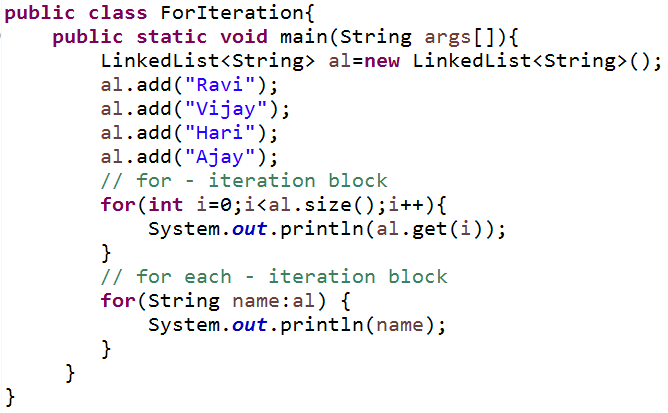 public class ForIteration{
    public static void main(String args[]){
        LinkedList<String> al=new LinkedList<String>();
        al.add("Ravi");
        al.add("Vijay");
        al.add("Hari");
        al.add("Ajay");
        // for - iteration block
        for(int i=0;i<al.size();i++){
            System.out.println(al.get(i));
        }
        // for each - iteration block
        for(String name:al) {
            System.out.println(name);
        }
     }
}